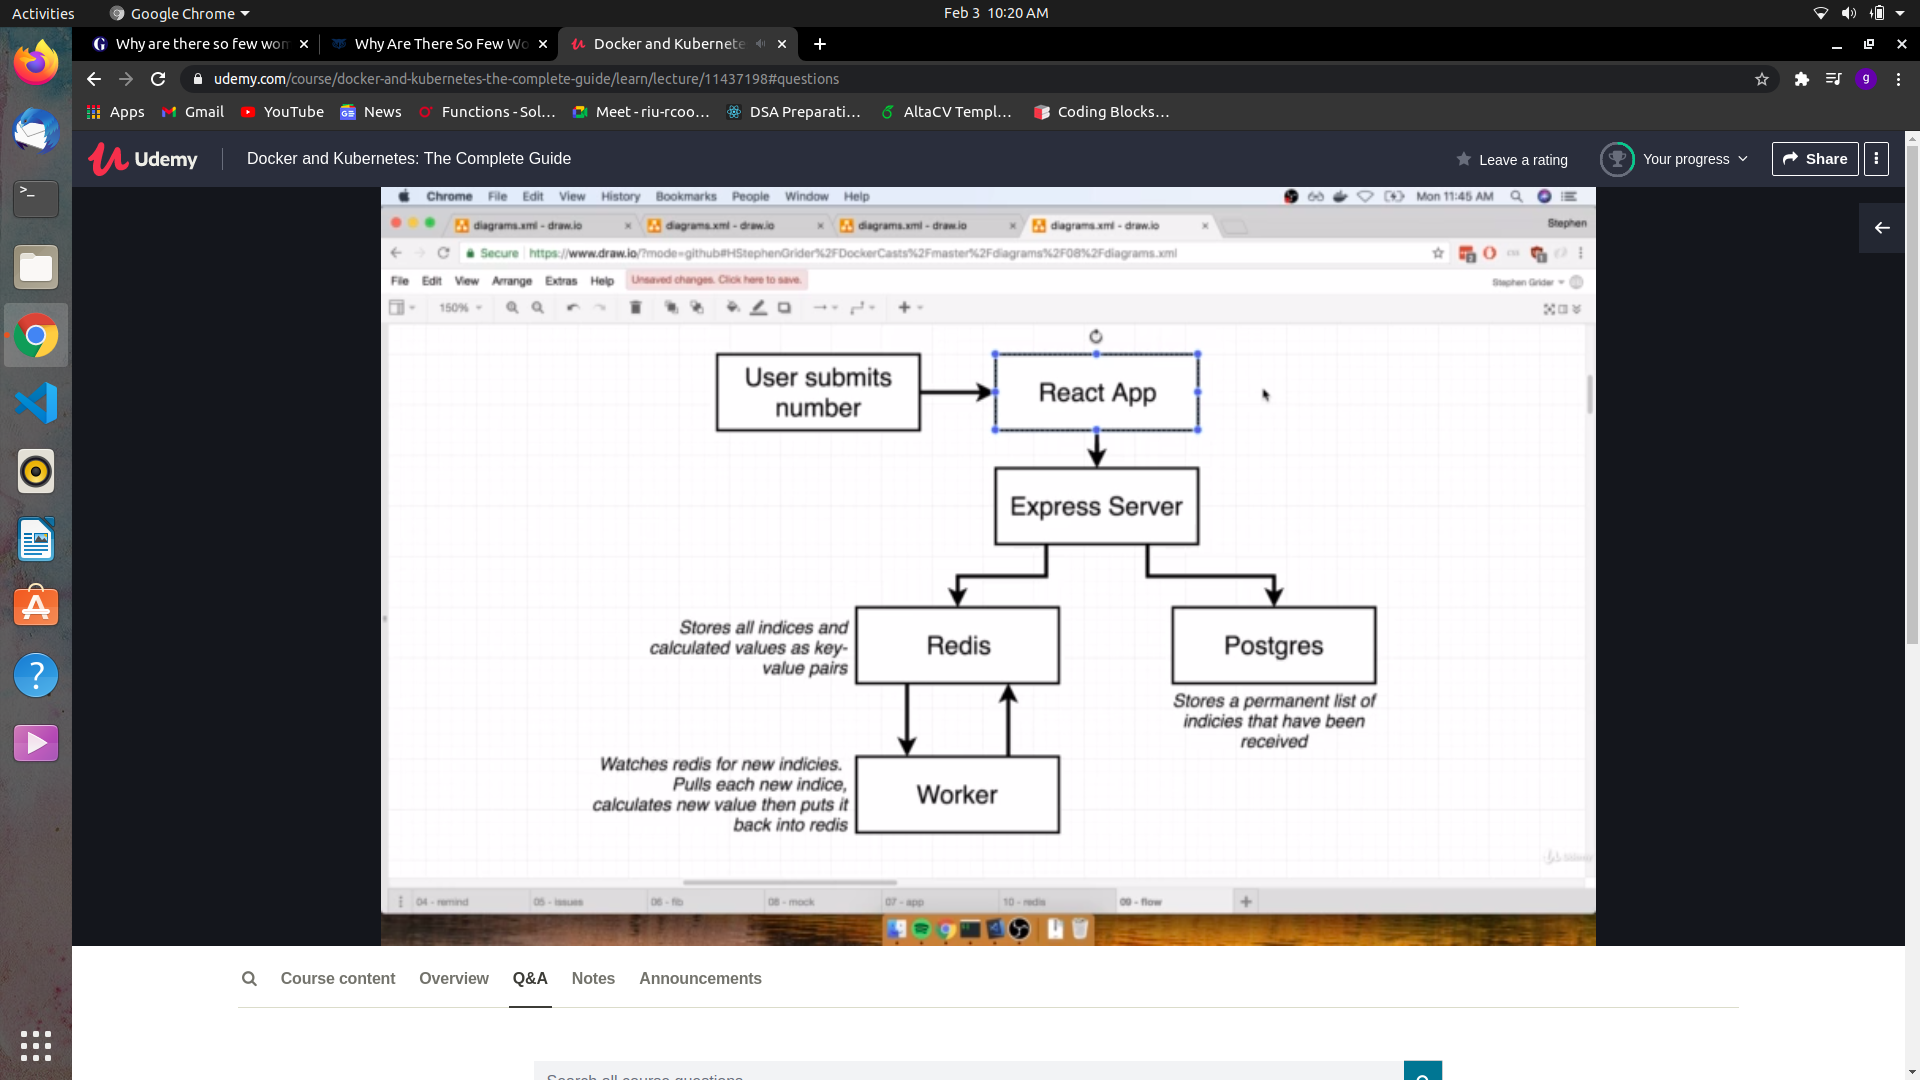 Activities
Google Chrome
Feb 3 10:20 AM
Why are there so few wom
Why Are There So Few Wo
Docker and Kubernete
udemy.com/course/docker-and-kubernetes-the-complete-guide/learn/lecture/11437198#questions
g
Apps
Gmail
YouTube
News
Functions - Sol…
Meet - riu-rcoo…
DSA Preparati…
AltaCV Templ…
Coding Blocks…
Udemy
Docker and Kubernetes: The Complete Guide
Leave a rating
Your progress
Share
Chrome File Edit View History Bookmarks People Window Help
Mon 11:45 AM
diagrams.xml - draw.io
diagrams.xml - draw.io
diagrams.xml - draw.io
diagrams.xml - draw.io
Stephen
Secure
https://www.draw.io/?mode=github#HStephenGrider%2FDockerCasts%2Fmaster%2Fdiagrams%2F08%2Fdiagrams.xml
File Edit View Arrange Extras Help
Unsaved changes. Click here to save.
Stephen Grider
150%
User submits
number
React App
Express Server
Stores all indices and
calculated values as key-
value pairs
Redis
Postgres
Stores a permanent list of
indicies that have been
received
Watches redis for new indicies.
Pulls each new indice,
calculates new value then puts it
back into redis
Worker
04 - remind
05 - issues
06 - fib
08 - mock
07 - app
10 - redis
09 - flow
Course content
Overview
Q&A
Notes
Announcements
Search all course questions